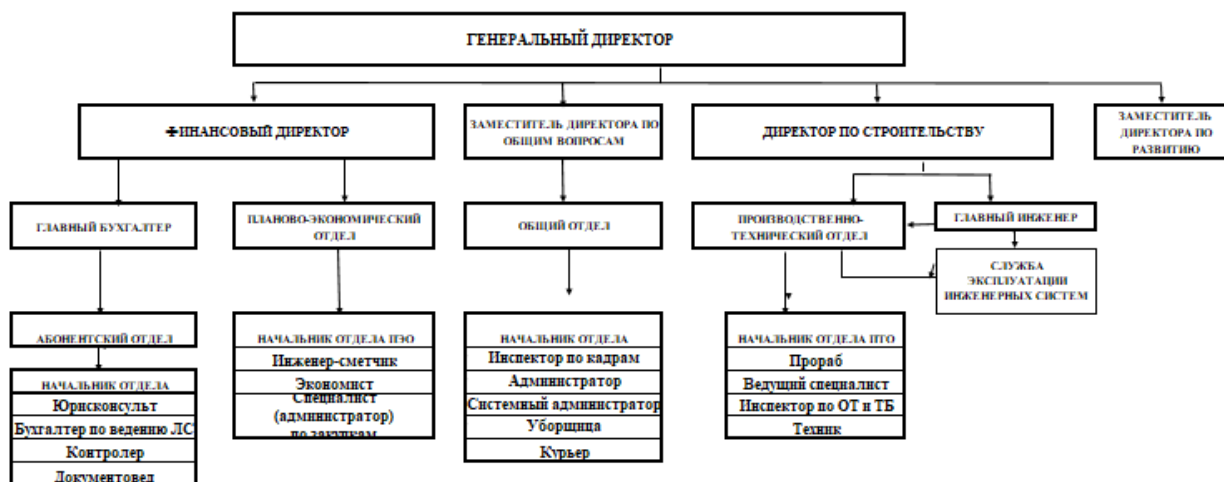 ГЕНЕРАЛЬНЫЙ ДИРЕКТОР
ФИНАНСОВЫЙ ДИРЕКТОР
ЗАМЕСТИТЕЛЬ ДИРЕКТОРА ПО
ОБЩИМ ВОПРОСАМ
ДИРЕКТОР ПО СТРОИТЕЛЬСТВУ
ЗАМЕСТИТЕЛЬ
ДИРЕКТОРА ПО
РАЗВИТИЮ
ГЛАВНЫЙ БУХГАЛТЕР
ПЛАНОВО-ЭКОНОМИЧЕСКИЙ
ОТДЕЛ
ОБЩИЙ ОТДЕЛ
ПРОИЗВОДСТВЕННО-
ТЕХНИЧЕСКИЙ ОТДЕЛ
ГЛАВНЫЙ ИНЖЕНЕР
СЛУЖБА
ЭКСПЛУАТАЦИИ
ИНЖЕНЕРНЫХ СИСТЕМ
АБОНЕНТСКИЙ ОТДЕЛ
НАЧАЛЬНИК ОТДЕЛА
Юрисконсульт
Бухгалтер по ведению ЛС
Контролер
Документовед
НАЧАЛЬНИК ОТДЕЛА ПЭО
Инженер-сметчик
Экономист
Специалист
(администратор)
по закупкам
НАЧАЛЬНИК ОТДЕЛА
Инспектор по кадрам
Администратор
Системный администратор
Уборщица
Курьер
НАЧАЛЬНИК ОТДЕЛА ПТО
Прораб
Ведущий специалист
Инспектор по ОТ и ТБ
Техник